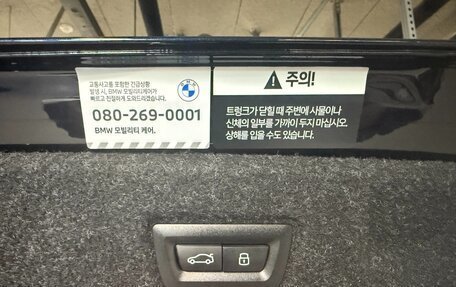 교통사고를 포함한 긴급상황
발생 시, BMW 모빌리티케어가
빠르고 친절하게 도와드리겠습니다.
080-269-0001
BMW 모빌리티 케어.
주의!
트렁크가 닫힐 때 주변에 사물이나
신체의 일부를 가까이 두지 마십시오.
상해를 입을 수도 있습니다.